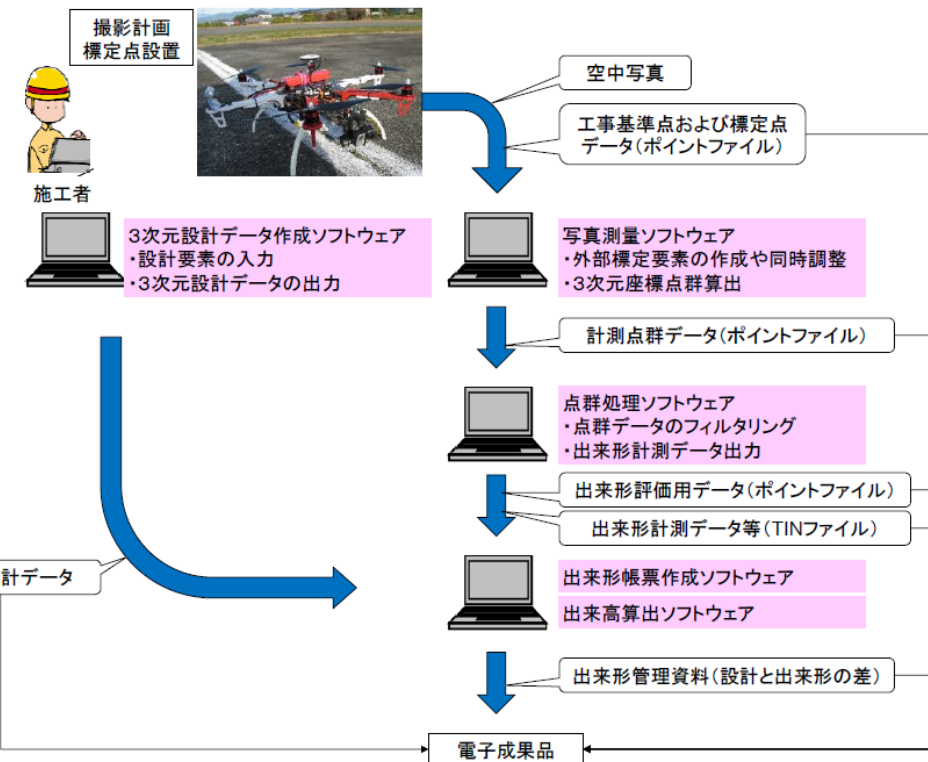 撮影計画
標定点設置
空中写真
工事基準点および標定点
データ(ポイントファイル)
施工者
3次元設計データ作成ソフトウェア
・設計要素の入力
・3次元設計データの出力
写真測量ソフトウェア
・外部標定要素の作成や同時調整
・3次元座標点群算出
計測点群データ(ポイントファイル)
点群処理ソフトウェア
・点群データのフィルタリング
・出来形計測データ出力
出来形評価用データ(ポイントファイル)
出来形計測データ等(TINファイル)
計データ
出来形帳票作成ソフトウェア
出来高算出ソフトウェア
出来形管理資料(設計と出来形の差)
電子成果品